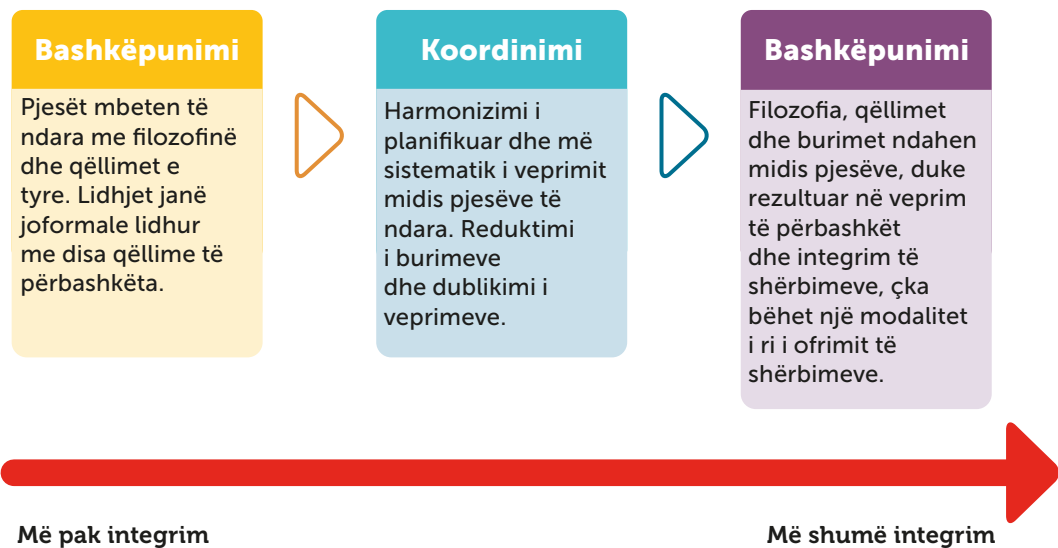 Bashkëpunimi
Pjesët mbeten të
ndara me filozofinë
dhe qëllimet e
tyre. Lidhjet janë
joformale lidhur
me disa qëllime të
përbashkëta.
Koordinimi
Harmonizimi i
planifikuar dhe më
sistematik i veprimit
midis pjesëve të
ndara. Reduktimi
i burimeve
dhe dublikimi i
veprimeve.
Bashkëpunimi
Filozofia, qëllimet
dhe burimet ndahen
midis pjesëve, duke
rezultuar në veprim
të përbashkët
dhe integrim të
shërbimeve, çka
bëhet një modalitet
i ri i ofrimit të
shërbimeve.
Më pak integrim
Më shumë integrim